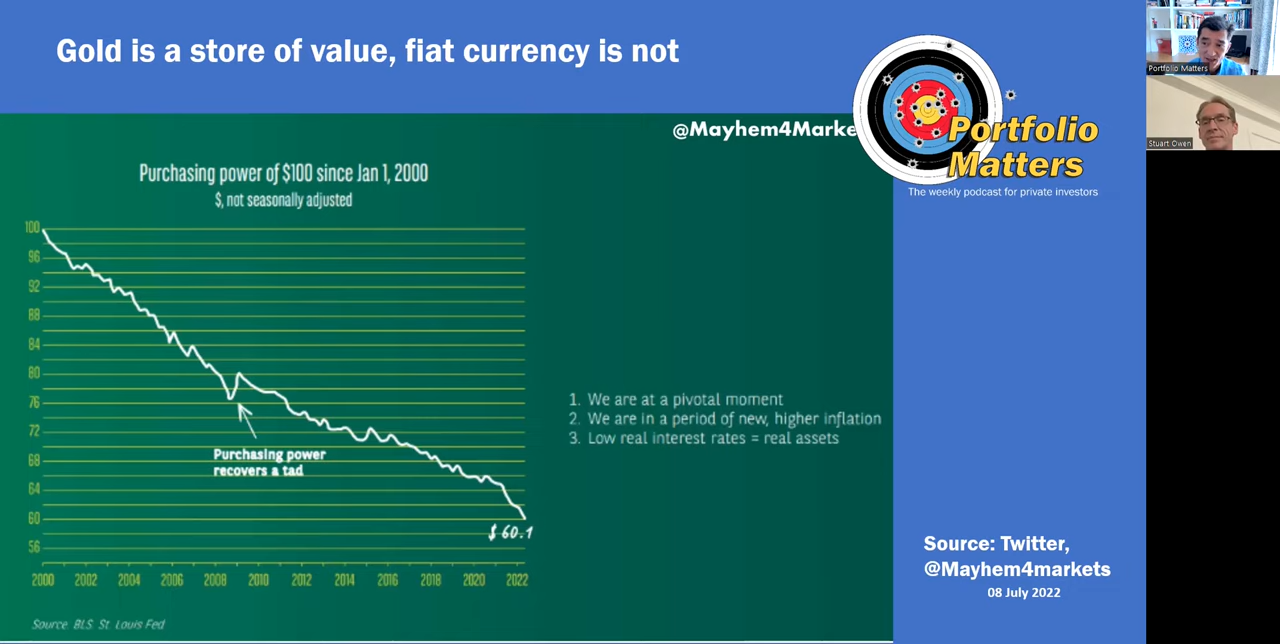 Gold is a store of value, fiat currency is not
@Mayhem4Marke
Portfolio
Matters
The weekly podcast for private investors
Portfolio Matters
Stuart Owen
Purchasing power of $100 since Jan 1, 2000
$, not seasonally adjusted
100
96
92
88
84
80
76
72
68
64
60
56
Purchasing power
recovers a tad
$ 60.1
2000 2002 2004 2006 2008 2010 2012 2014 2016 2018 2020 2022
Source: BLS. St. Louis Fed
1. We are at a pivotal moment
2. We are in a period of new, higher inflation
3. Low real interest rates = real assets
Source: Twitter,
@Mayhem4markets
08 July 2022